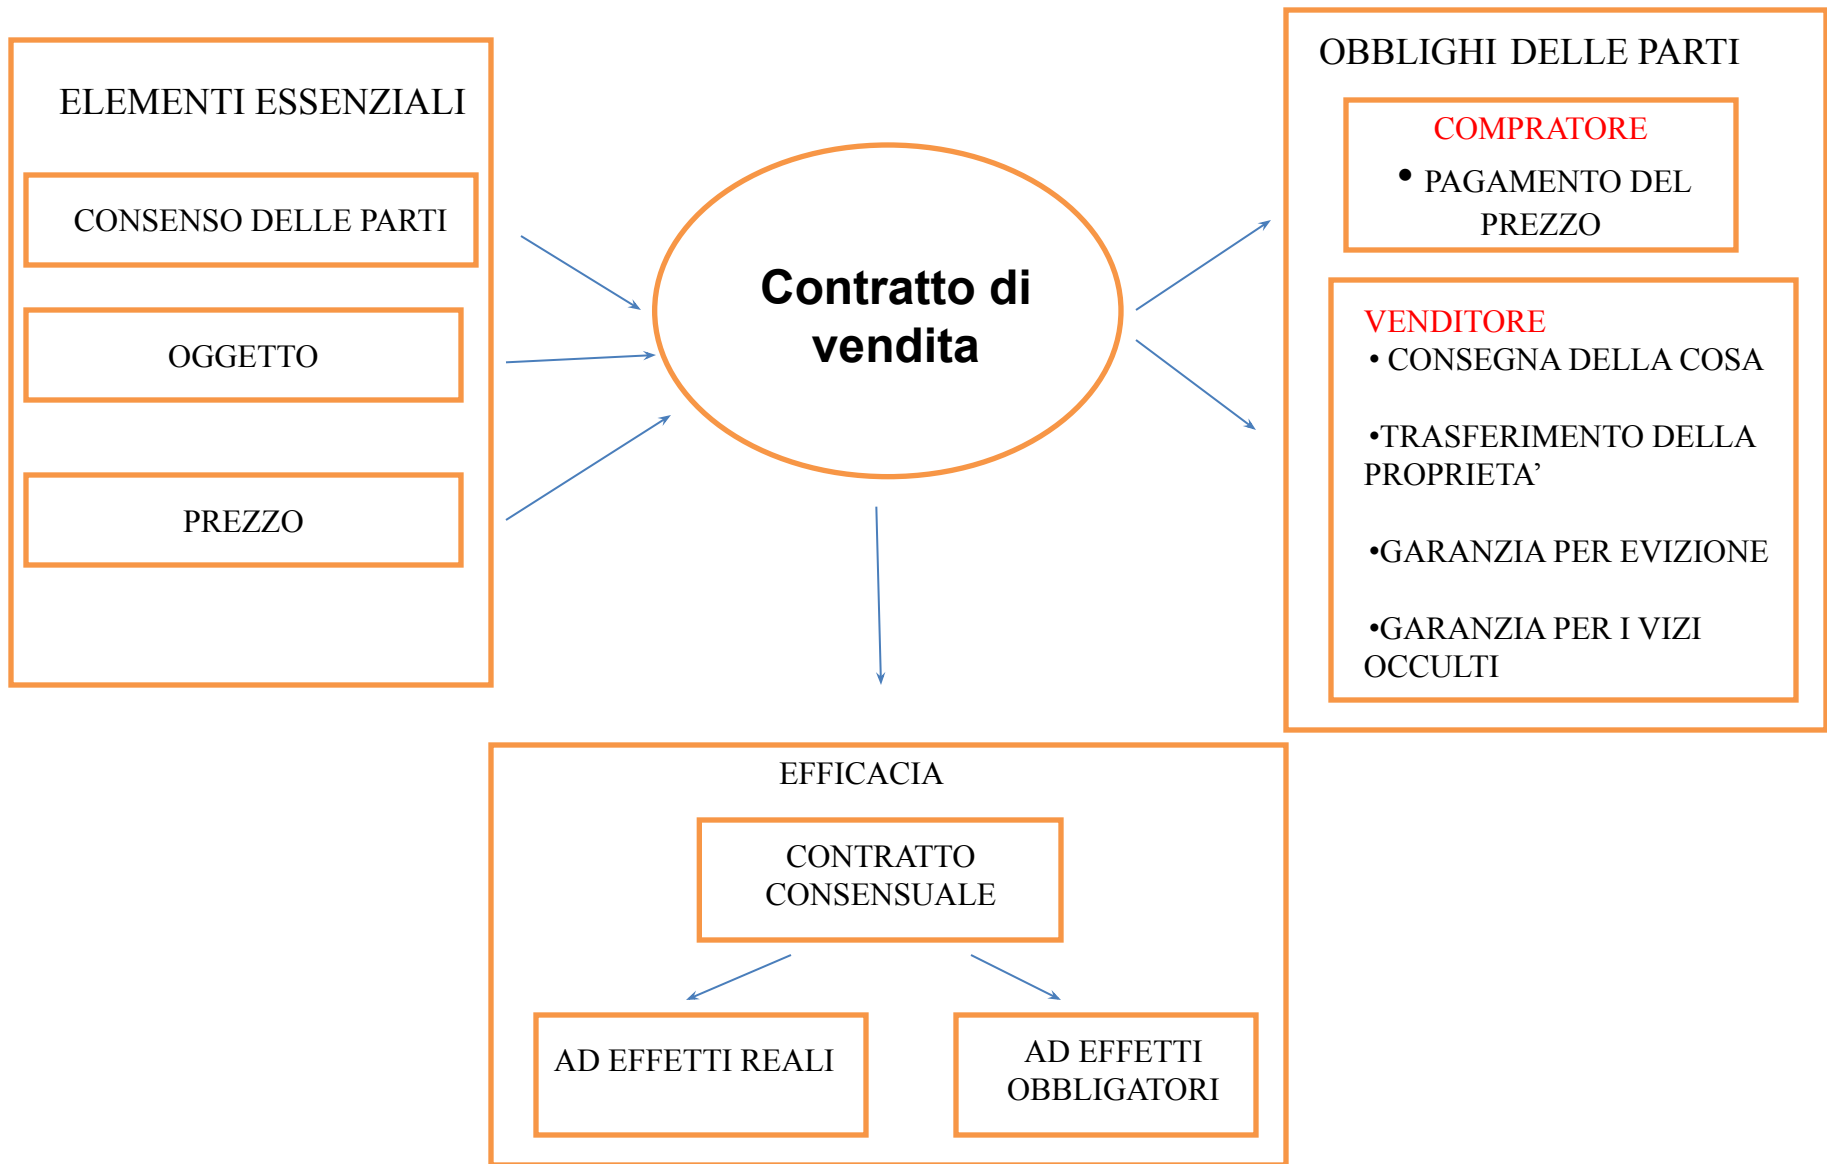 ELEMENTI ESSENZIALI
CONSENSO DELLE PARTI
OGGETTO
PREZZO
Contratto di
vendita
OBBLIGHI DELLE PARTI
COMPRATORE
• PAGAMENTO DEL
PREZZO
VENDITORE
• CONSEGNA DELLA COSA
•TRASFERIMENTO DELLA
PROPRIETA’
•GARANZIA PER EVIZIONE
•GARANZIA PER I VIZI
OCCULTI
EFFICACIA
CONTRATTO
CONSENSUALE
AD EFFETTI REALI
AD EFFETTI
OBBLIGATORI